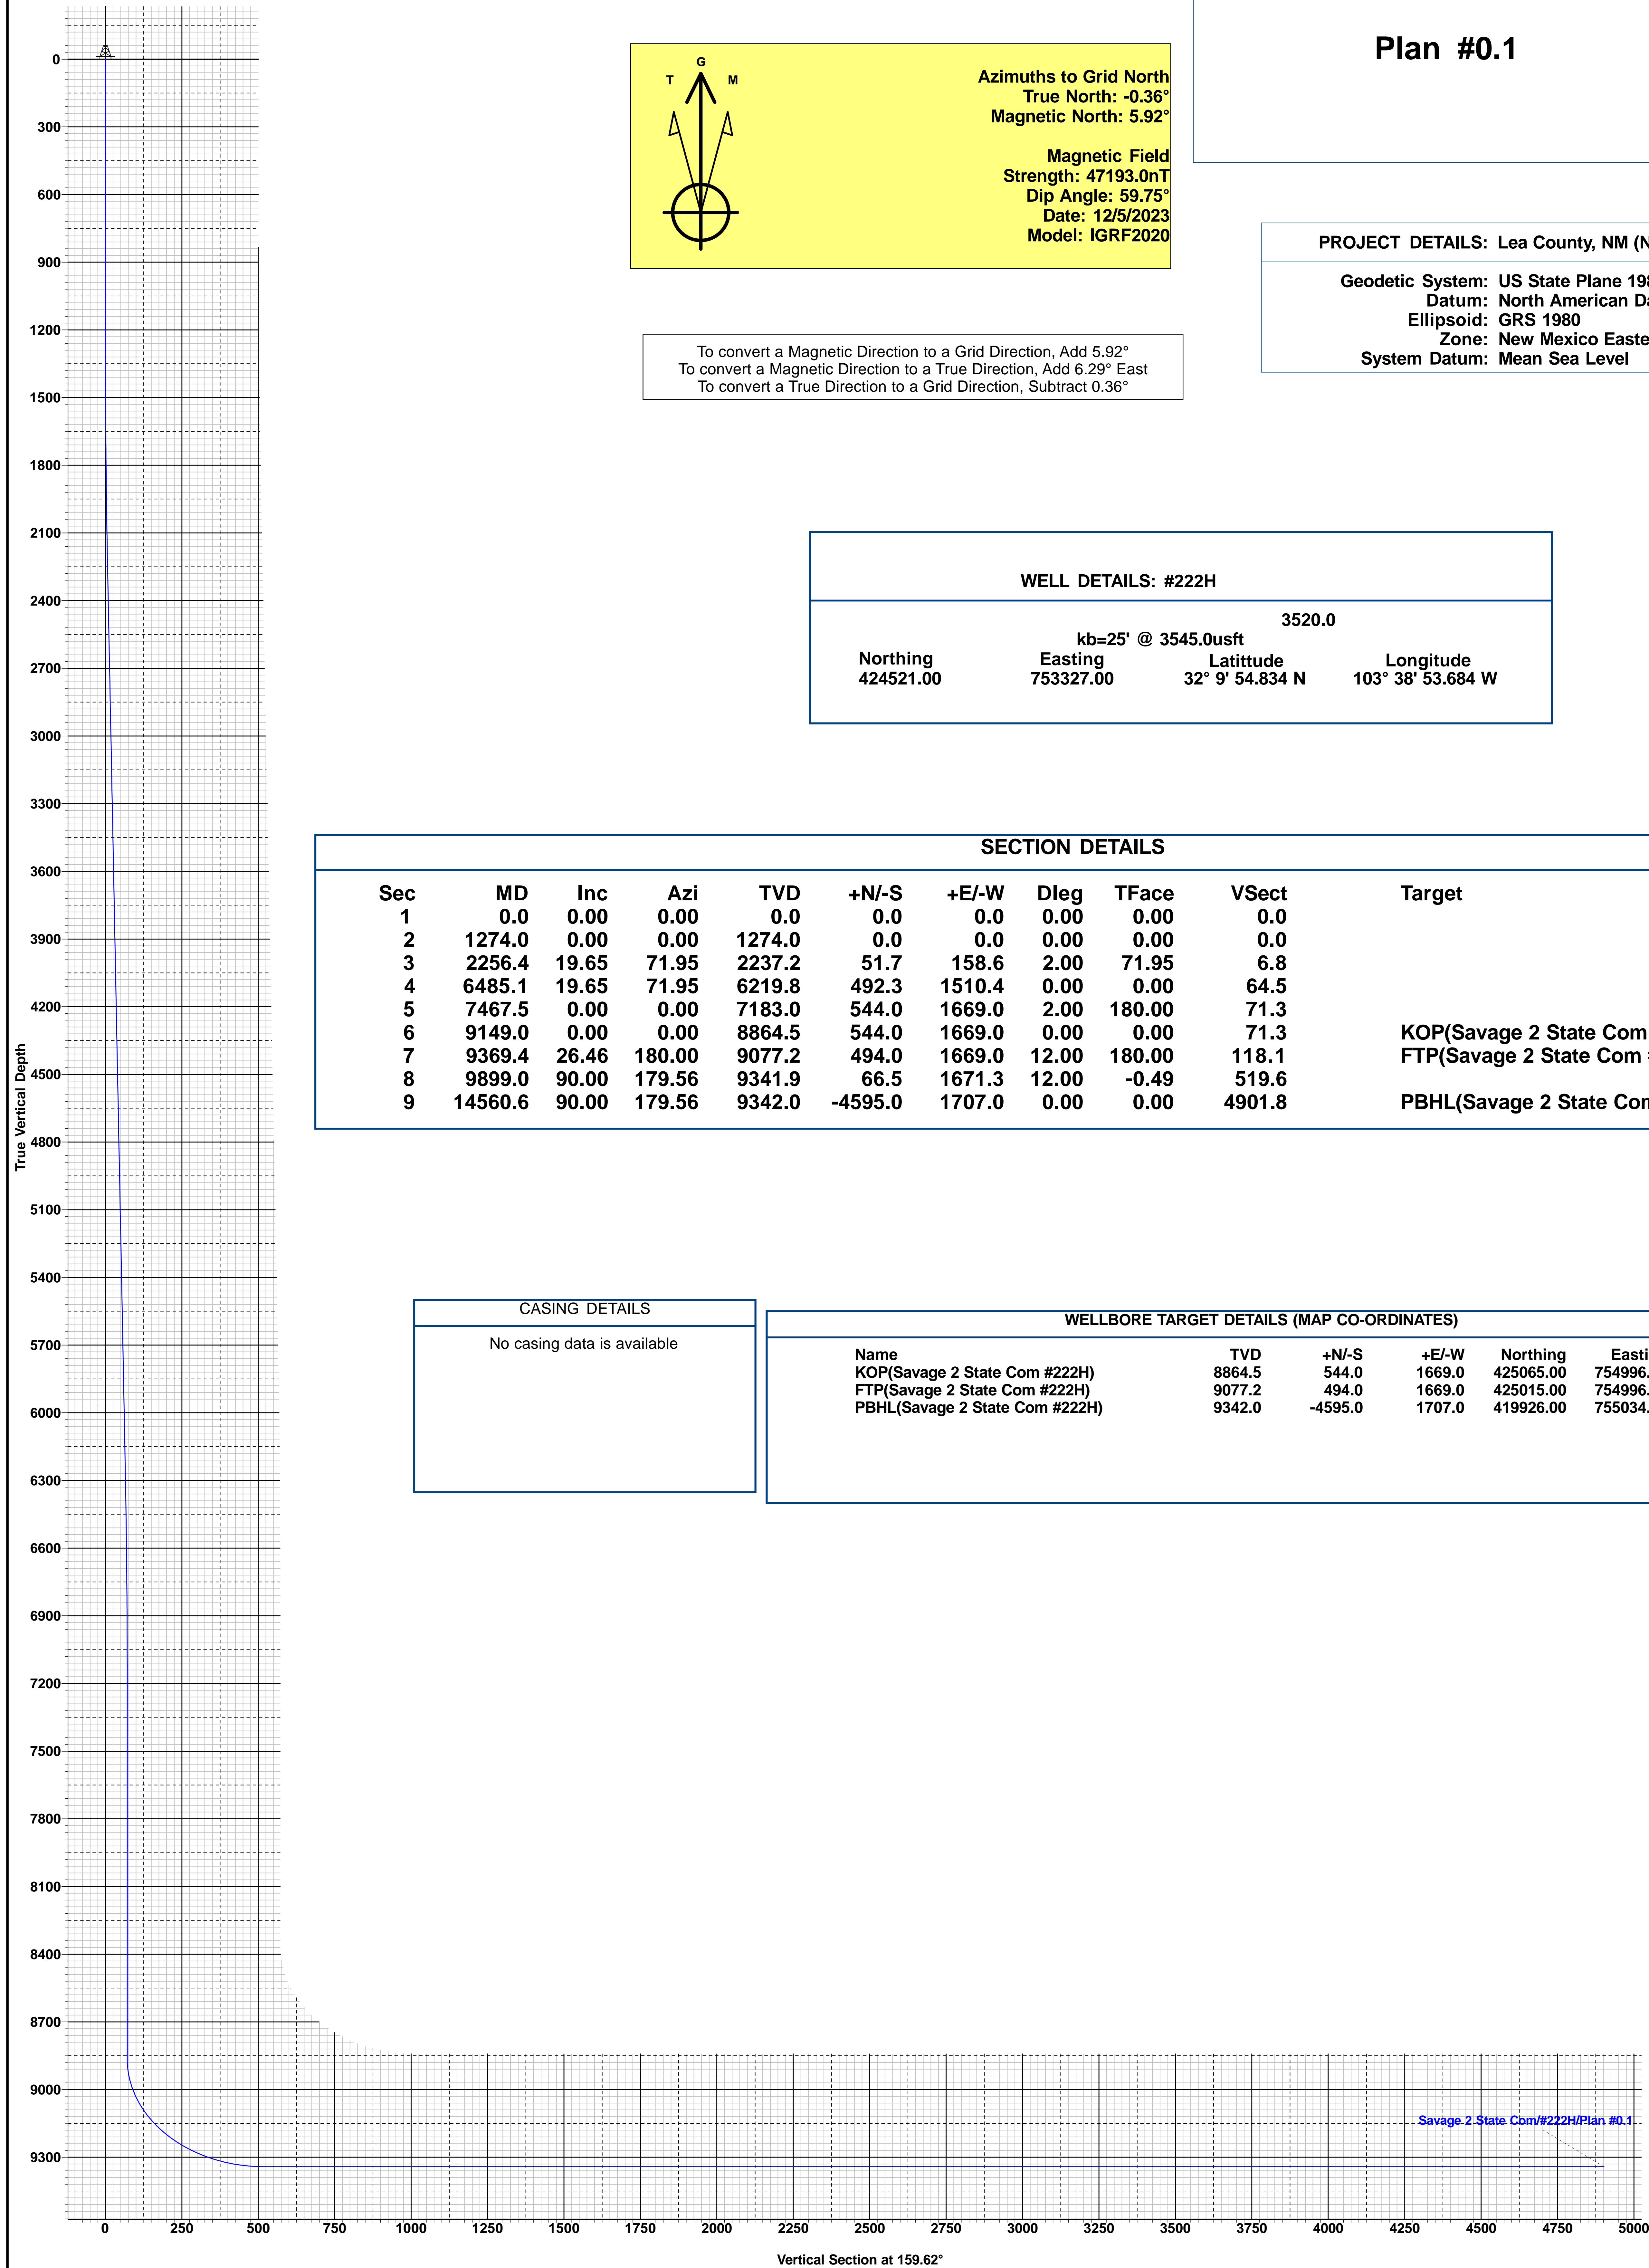 Plan #0.1
T G M
Azimuths to Grid North
True North: -0.36°
Magnetic North: 5.92°
Magnetic Field
Strength: 47193.0nT
Dip Angle: 59.75°
Date: 12/5/2023
Model: IGRF2020
PROJECT DETAILS: Lea County, NM
Geodetic System: US State Plane
Datum: North American
Ellipsoid: GRS 1980
Zone: New Mexico
System Datum: Mean Sea Level
To convert a Magnetic Direction to a Grid Direction, Add 5.92°
To convert a Magnetic Direction to a True Direction, Add 6.29° East
To convert a True Direction to a Grid Direction, Subtract 0.36°
WELL DETAILS: #222H
3520.0
kb=25' @ 3545.0usft
Northing Easting Latittude Longitude
424521.00 753327.00 32° 9' 54.834 N 103° 38' 53.684 W
SECTION DETAILS
Sec MD Inc Azi TVD +N/-S +E/-W Dleg TFace VSect Target
1 0.0 0.00 0.00 0.0 0.0 0.0 0.00 0.00 0.0
2 1274.0 0.00 0.00 1274.0 0.0 0.0 0.00 0.00 0.0
3 2256.4 19.65 71.95 2237.2 51.7 158.6 2.00 71.95 6.8
4 6485.1 19.65 71.95 6219.8 492.3 1510.4 0.00 0.00 64.5
5 7467.5 0.00 0.00 7183.0 544.0 1669.0 2.00 180.00 71.3
6 9149.0 0.00 0.00 8864.5 544.0 1669.0 0.00 0.00 71.3 KOP(Savage 2 State Com
7 9369.4 26.46 180.00 9077.2 494.0 1669.0 12.00 180.00 118.1 FTP(Savage 2 State Com
8 9899.0 90.00 179.56 9341.9 66.5 1671.3 12.00 -0.49 519.6
9 14560.6 90.00 179.56 9342.0 -4595.0 1707.0 0.00 0.00 4901.8 PBHL(Savage 2 State
CASING DETAILS
No casing data is available
WELLBORE TARGET DETAILS (MAP CO-ORDINATES)
Name TVD +N/-S +E/-W Northing
KOP(Savage 2 State Com #222H) 8864.5 544.0 1669.0 425065.00 754996.
FTP(Savage 2 State Com #222H) 9077.2 494.0 1669.0 425015.00 754996.
PBHL(Savage 2 State Com #222H) 9342.0 -4595.0 1707.0 419926.00 755034.
True Vertical Depth
0
300
600
900
1200
1500
1800
2100
2400
2700
3000
3300
3600
3900
4200
4500
4800
5100
5400
5700
6000
6300
6600
6900
7200
7500
7800
8100
8400
8700
9000
9300
Savage 2 State Com/#222H/Plan #0.1
0 250 500 750 1000 1250 1500 1750 2000 2250 2500 2750 3000 3250 3500 3750 4000 4250 4500 4750 5000
Vertical Section at 159.62°